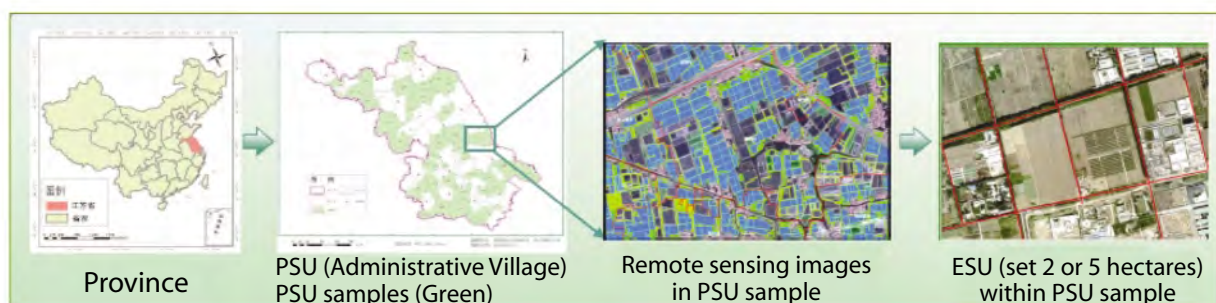 图例
江苏省
省界
Province
PSU (Administrative Village)
PSU samples (Green)
Remote sensing images
in PSU sample
ESU (set 2 or 5 hectares)
within PSU sample